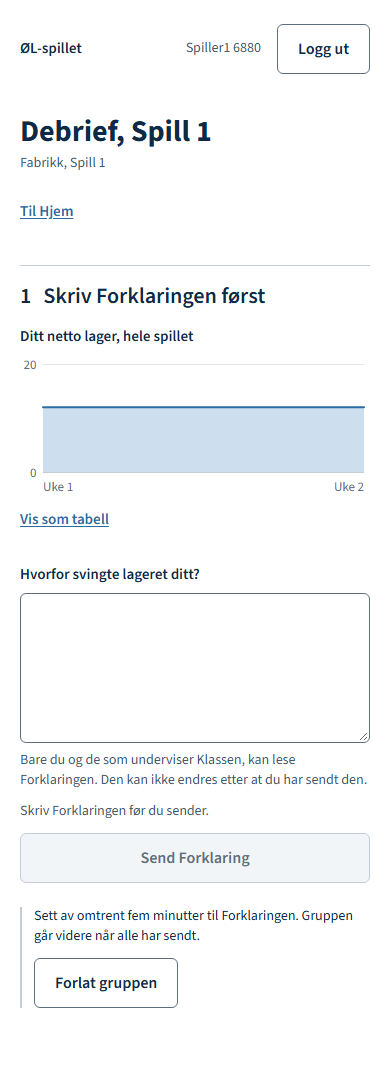 ØL-spillet
Spiller1 6880
Logg ut
Debrief, Spill 1
Fabrikk, Spill 1
Til Hjem
1 Skriv Forklaringen først
Ditt netto lager, hele spillet
20
0
Uke 1
Uke 2
Vis som tabell
Hvorfor svingte lageret ditt?
Bare du og de som underviser Klassen, kan lese
Forklaringen. Den kan ikke endres etter at du har sendt den.
Skriv Forklaringen før du sender.
Send Forklaring
Sett av omtrent fem minutter til Forklaringen. Gruppen
går videre når alle har sendt.
Forlat gruppen